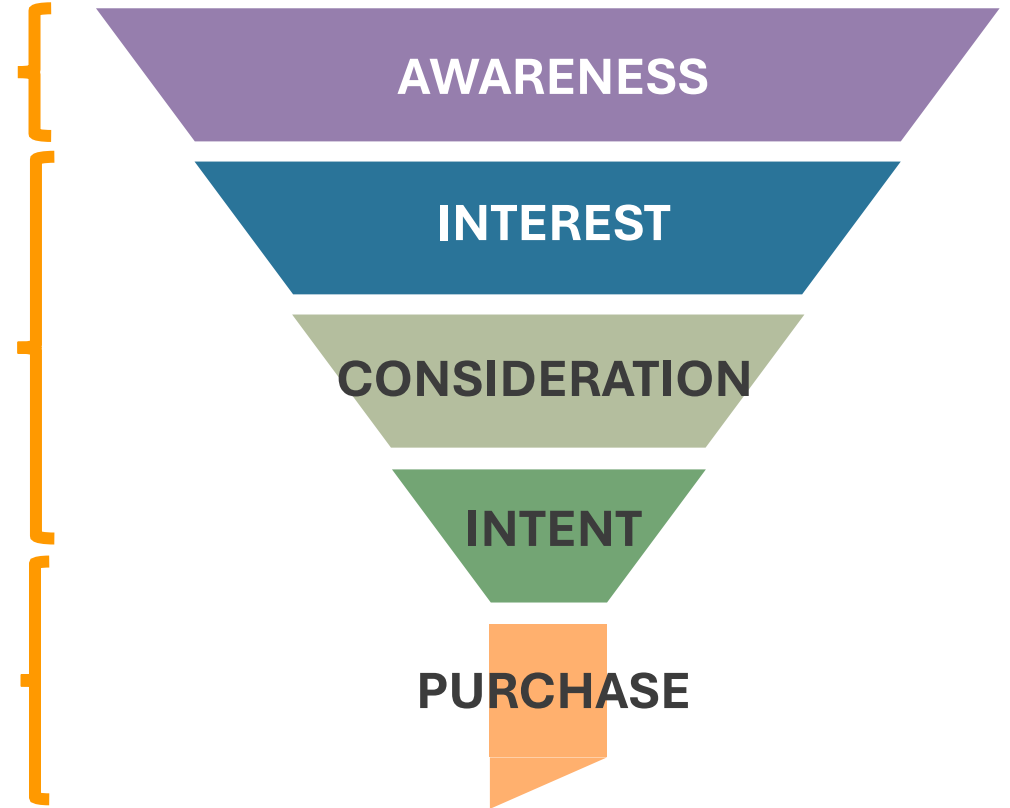 AWARENESS
INTEREST
CONSIDERATION
INTENT
PURCHASE